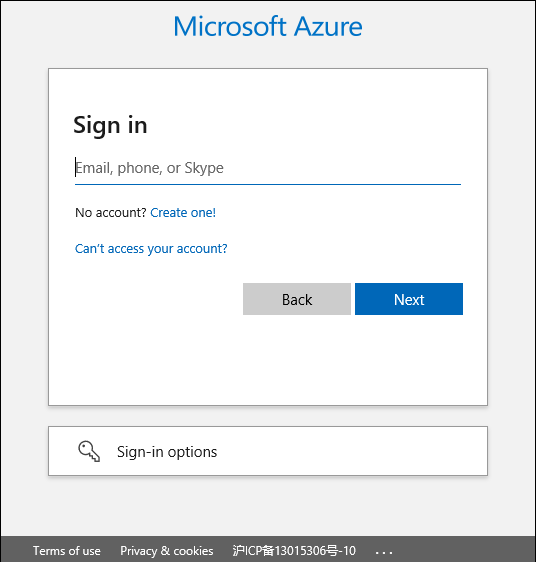 Microsoft Azure
Sign in
Email, phone, or Skype
No account? Create one!
Can't access your account?
Back Next
Sign-in options
Terms of use Privacy & cookies 沪ICP备13015306号-10 ...